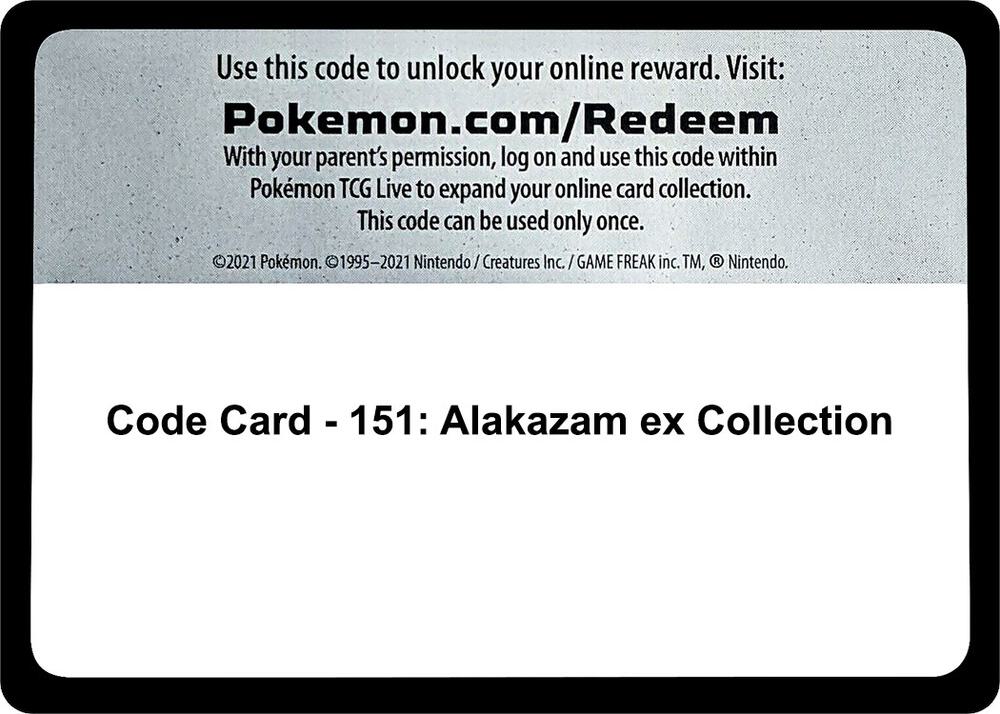 Use this code to unlock your online reward. Visit:
Pokemon.com/Redeem
With your parent's permission, log on and use this code within
Pokémon TCG Live to expand your online card collection.
This code can be used only once.
©2021 Pokémon. ©1995–2021 Nintendo / Creatures Inc. / GAME FREAK inc. TM, ® Nintendo.
Code Card - 151: Alakazam ex Collection